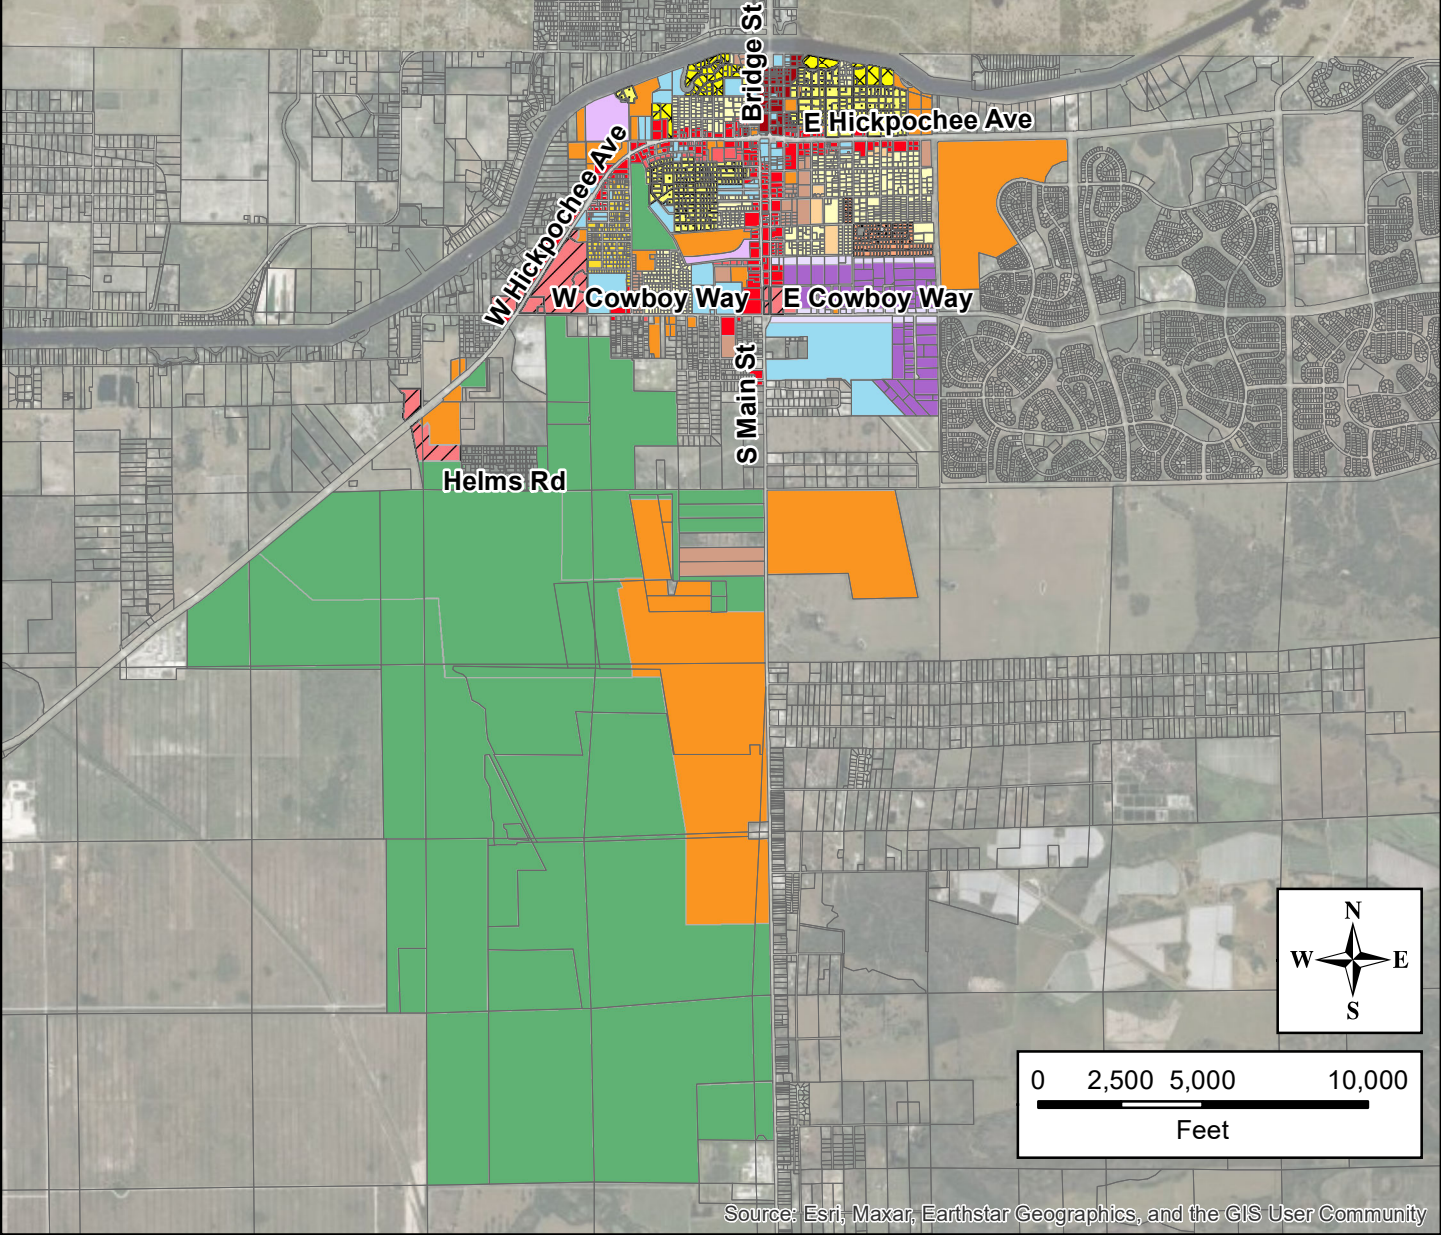 Bridge St
E Hickpochee Ave
W Hickpochee Ave
W Cowboy Way
E Cowboy Way
S Main St
Helms Rd
N
W E
S
0 2,500 5,000 10,000
Feet
Source: Esri, Maxar, Earthstar Geographics, and the GIS User Community